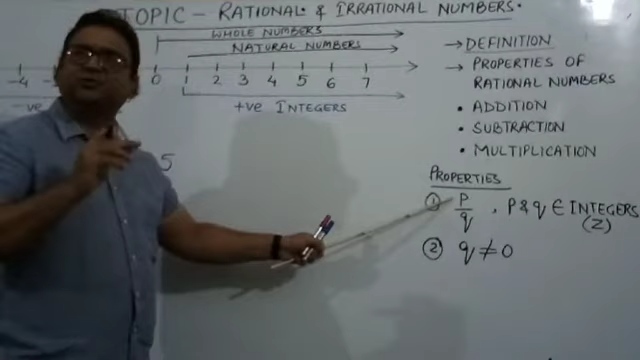 TOPIC - RATIONAL & IRRATIONAL NUMBERS.
WHOLE NUMBERS
NATURAL NUMBERS
-4 0 1 2 3 4 5 6 7
-ve +ve INTEGERS
5
→ DEFINITION
→ PROPERTIES OF
RATIONAL NUMBERS
• ADDITION
• SUBTRACTION
• MULTIPLICATION
PROPERTIES
① P/q , P & q ∈ INTEGERS
(Z)
② q ≠ 0